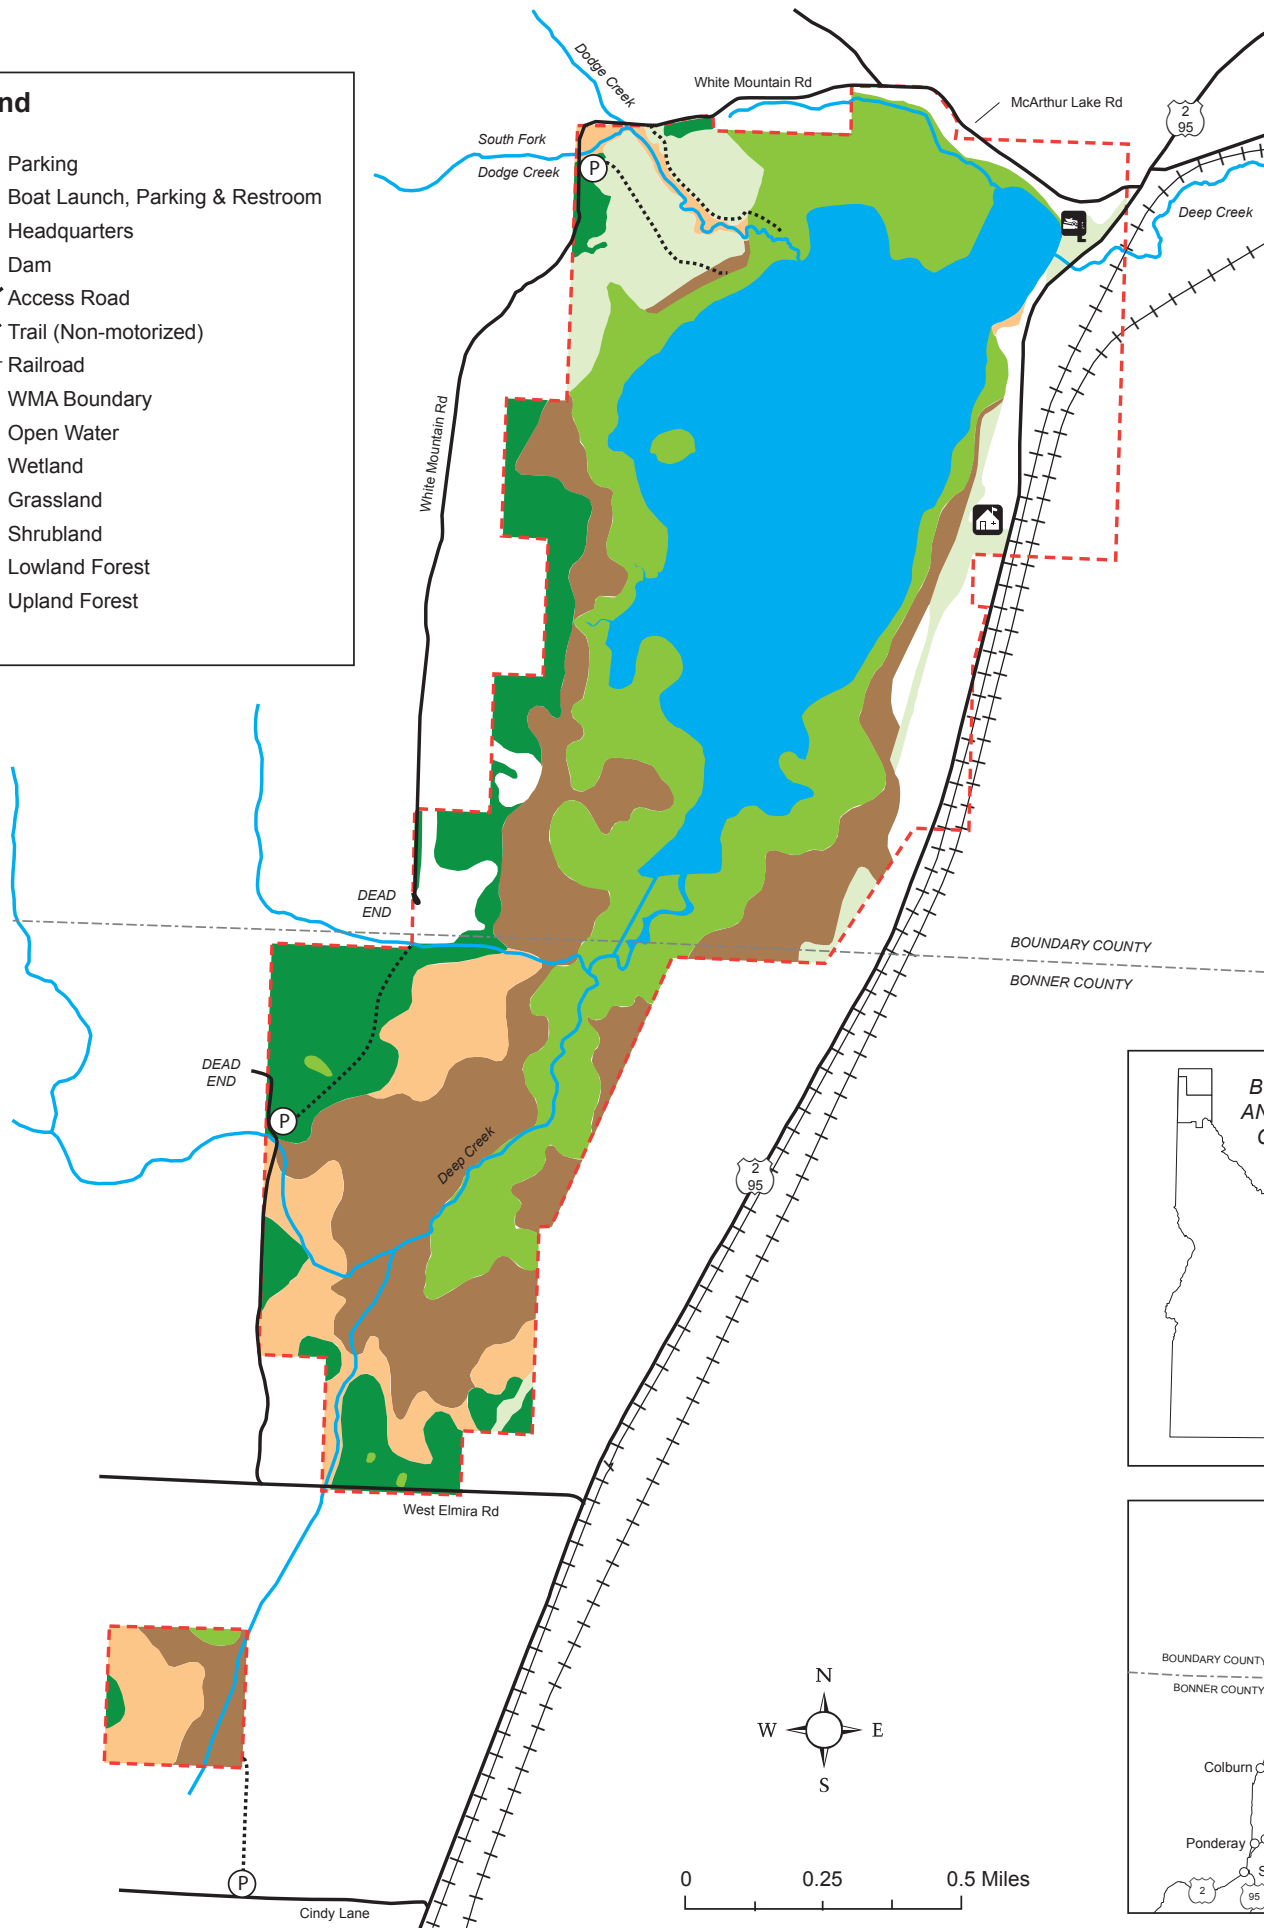 nd
Parking
Boat Launch, Parking & Restroom
Headquarters
Dam
Access Road
Trail (Non-motorized)
Railroad
WMA Boundary
Open Water
Wetland
Grassland
Shrubland
Lowland Forest
Upland Forest
Dodge Creek
White Mountain Rd
McArthur Lake Rd
2
95
South Fork
Dodge Creek
P
Deep Creek
White Mountain Rd
DEAD
END
BOUNDARY COUNTY
BONNER COUNTY
DEAD
END
P
Deep Creek
2
95
West Elmira Rd
N
W
E
S
P
Cindy Lane
0
0.25
0.5 Miles
B
AN
BOUNDARY COUNTY
BONNER COUNTY
Colburn
Ponderay
S
2
95